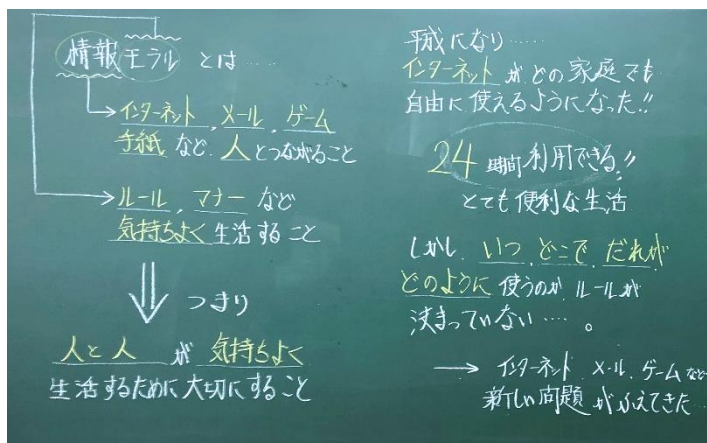 情報モラル とは……
インターネット、メール、ゲーム
手紙 など 人とつながること
ルール、マナー など
気持ちよく 生活すること
つまり
人と人 が 気持ちよく
生活するために大切にすること
平成になり……
インターネット が どの家庭でも
自由に使えるようになった!!
24時間利用できる!!
とても便利な生活
しかし、いつ、どこで、だれが
どのように 使うのか ルールが
決まっていない……。
→ インターネット、メール、ゲームなど…
新しい問題がふえてきた…